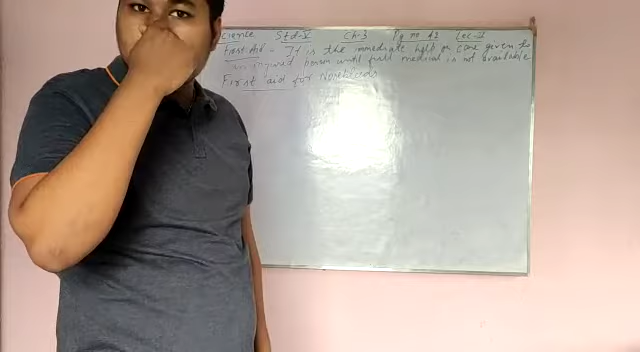 Science Std-V Ch-3 Pg no 43 Lec-2
First Aid - It is the immediate help or care given to
an injured person until full medical is not available
First aid for Nosebleeds